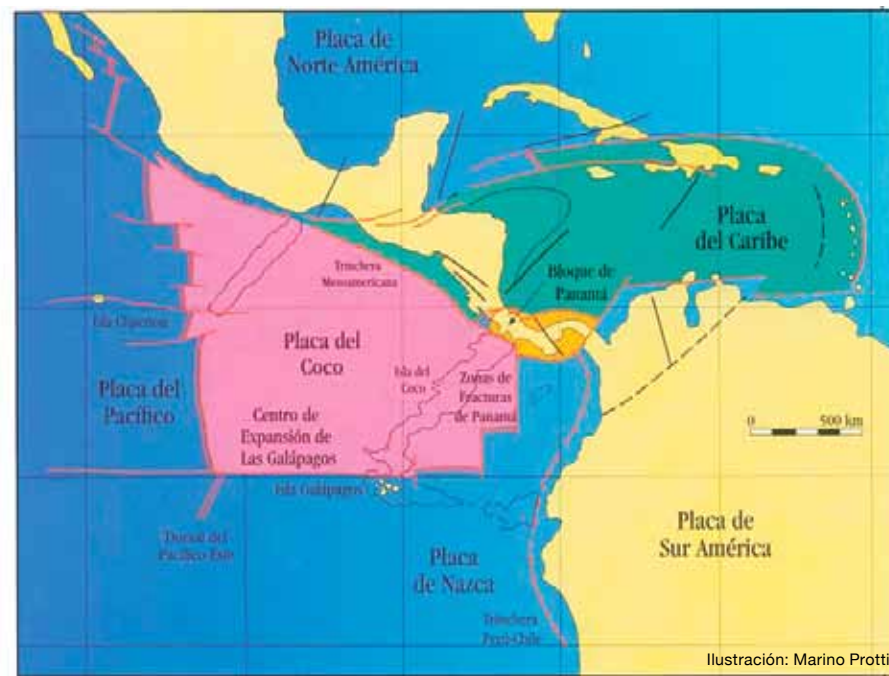 Placa de
Norte América
Placa
del Caribe
Bloque de
Panamá
Trinchera
Mesoamericana
Isla Cliperton
Placa del
Coco
Isla del
Coco
Zonas de
Fracturas
de Panamá
Placa del
Pacífico
Centro de
Expansión de
Las Galápagos
0 500 km
Isla Galápagos
Dorsal del
Pacífico Este
Placa de
Sur América
Placa
de Nazca
Trinchera
Perú-Chile
Ilustración: Marino Protti